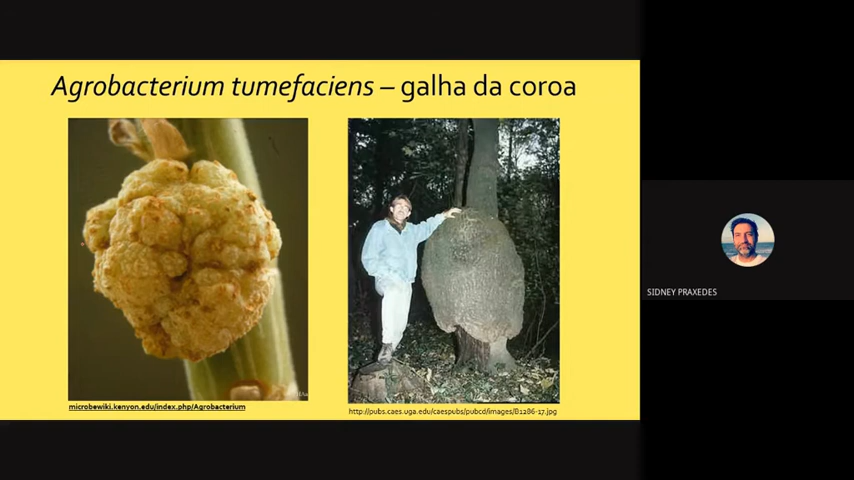 Agrobacterium tumefaciens – galha da coroa
microbewiki.kenyon.edu/index.php/Agrobacterium
http://pubs.caes.uga.edu/caespubs/pubcd/images/B1286-17.jpg
SIDNEY PRAXEDES